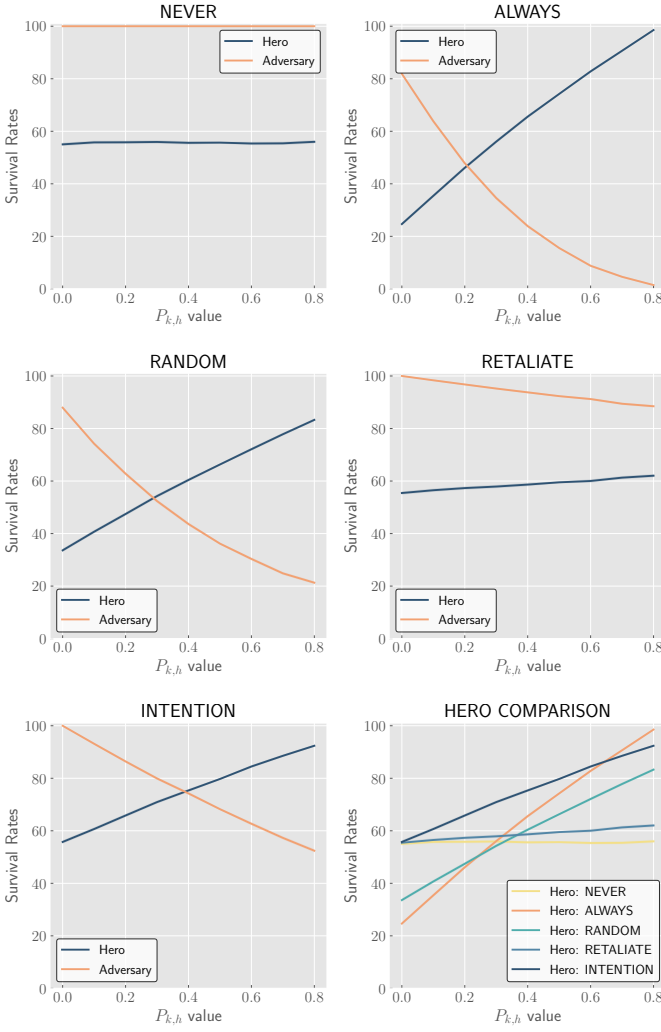 NEVER
100
80
60
40
20
0
Survival Rates
0.0 0.2 0.4 0.6 0.8
P_{k,h} value
Hero
Adversary
ALWAYS
100
80
60
40
20
0
Survival Rates
0.0 0.2 0.4 0.6 0.8
P_{k,h} value
Hero
Adversary
RANDOM
100
80
60
40
20
0
Survival Rates
0.0 0.2 0.4 0.6 0.8
P_{k,h} value
Hero
Adversary
RETALIATE
100
80
60
40
20
0
Survival Rates
0.0 0.2 0.4 0.6 0.8
P_{k,h} value
Hero
Adversary
INTENTION
100
80
60
40
20
0
Survival Rates
0.0 0.2 0.4 0.6 0.8
P_{k,h} value
Hero
Adversary
HERO COMPARISON
100
80
60
40
20
0
Survival Rates
0.0 0.2 0.4 0.6 0.8
P_{k,h} value
Hero: NEVER
Hero: ALWAYS
Hero: RANDOM
Hero: RETALIATE
Hero: INTENTION